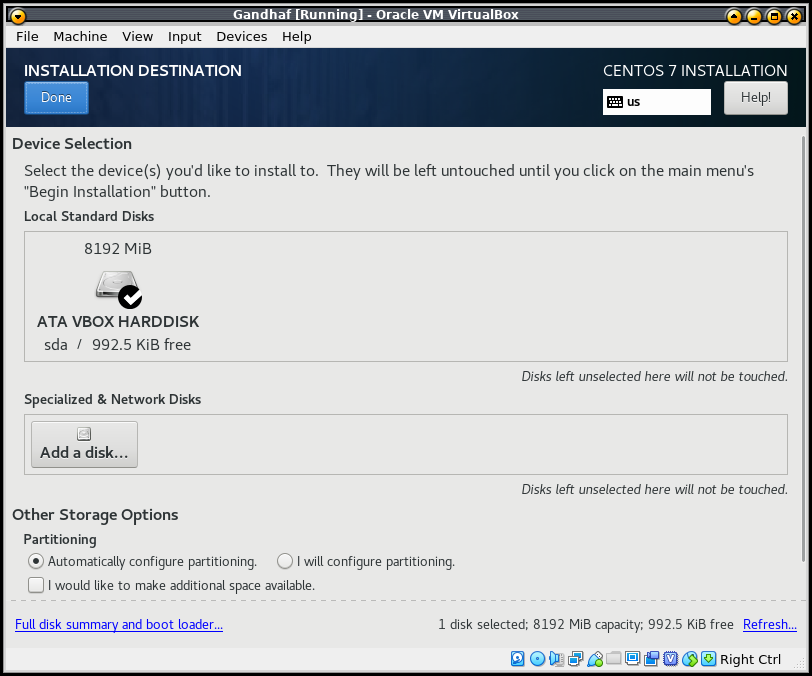 Gandhaf [Running] - Oracle VM VirtualBox
File Machine View Input Devices Help
INSTALLATION DESTINATION
CENTOS 7 INSTALLATION
Done
us
Help!
Device Selection
Select the device(s) you'd like to install to.  They will be left untouched until you click on the main menu's
"Begin Installation" button.
Local Standard Disks
8192 MiB
ATA VBOX HARDDISK
sda / 992.5 KiB free
Disks left unselected here will not be touched.
Specialized & Network Disks
Add a disk...
Disks left unselected here will not be touched.
Other Storage Options
Partitioning
Automatically configure partitioning. I will configure partitioning.
I would like to make additional space available.
Full disk summary and boot loader... 1 disk selected; 8192 MiB capacity; 992.5 KiB free Refresh...
Right Ctrl